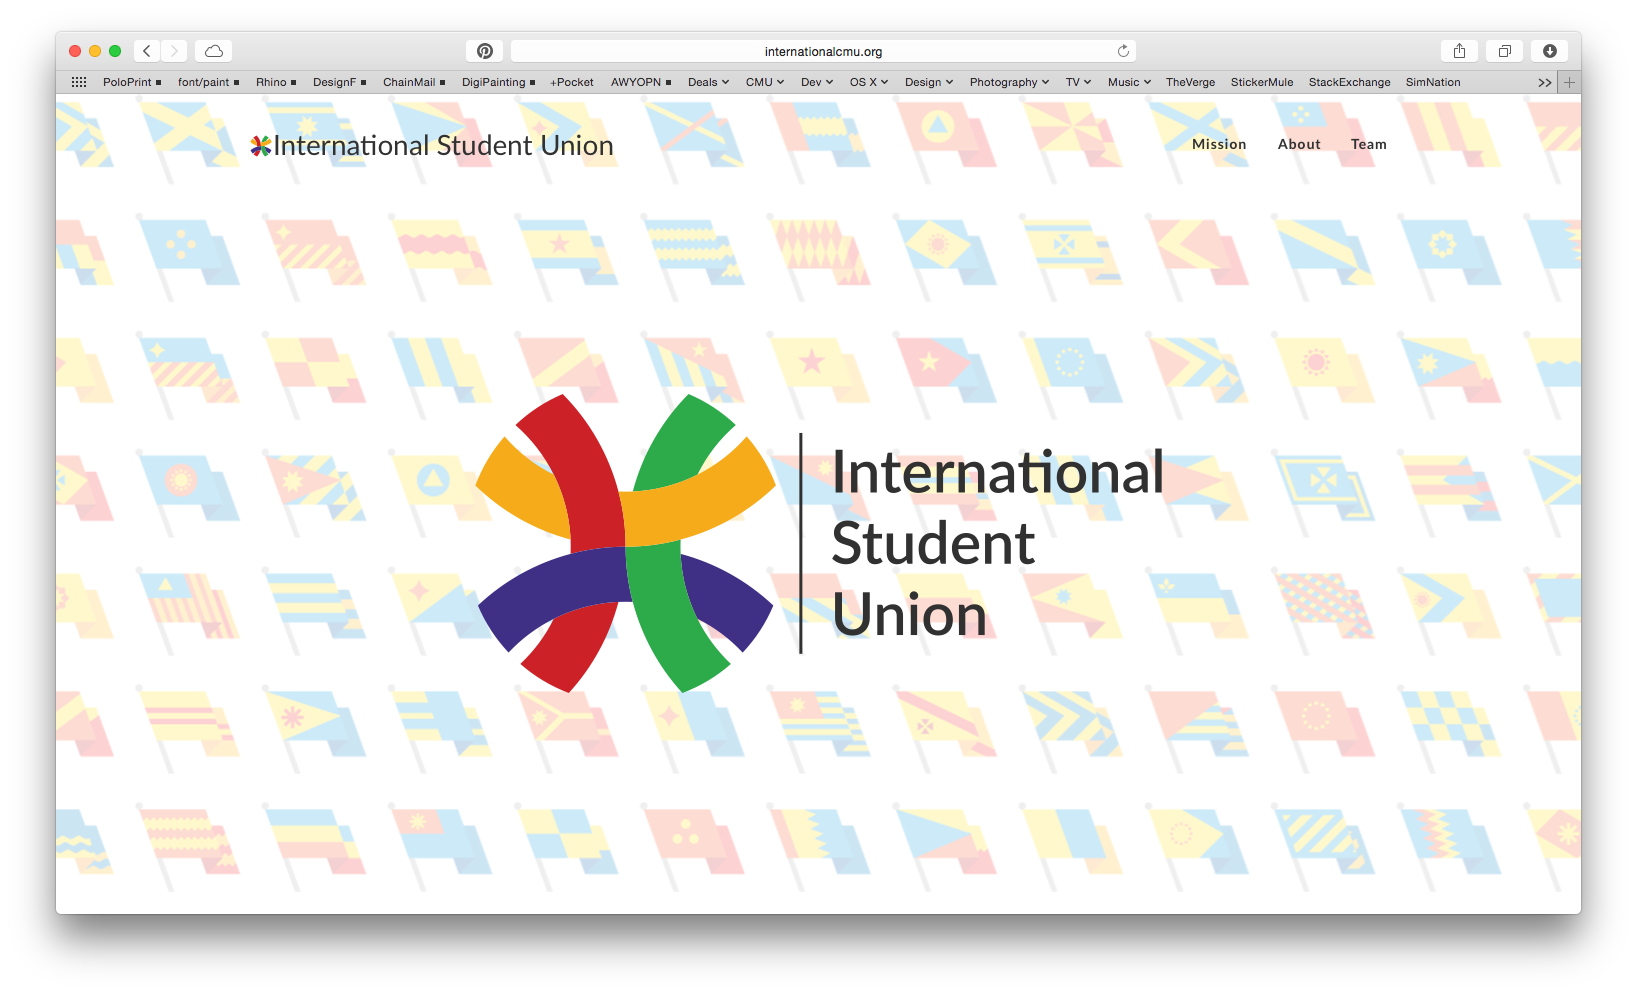 internationalcmu.org
PoloPrint font/paint Rhino DesignF ChainMail DigiPainting +Pocket AWYOPN Deals CMU Dev OS X Design Photography TV Music TheVerge StickerMule StackExchange SimNation >> +
International Student Union Mission About Team
International
Student
Union